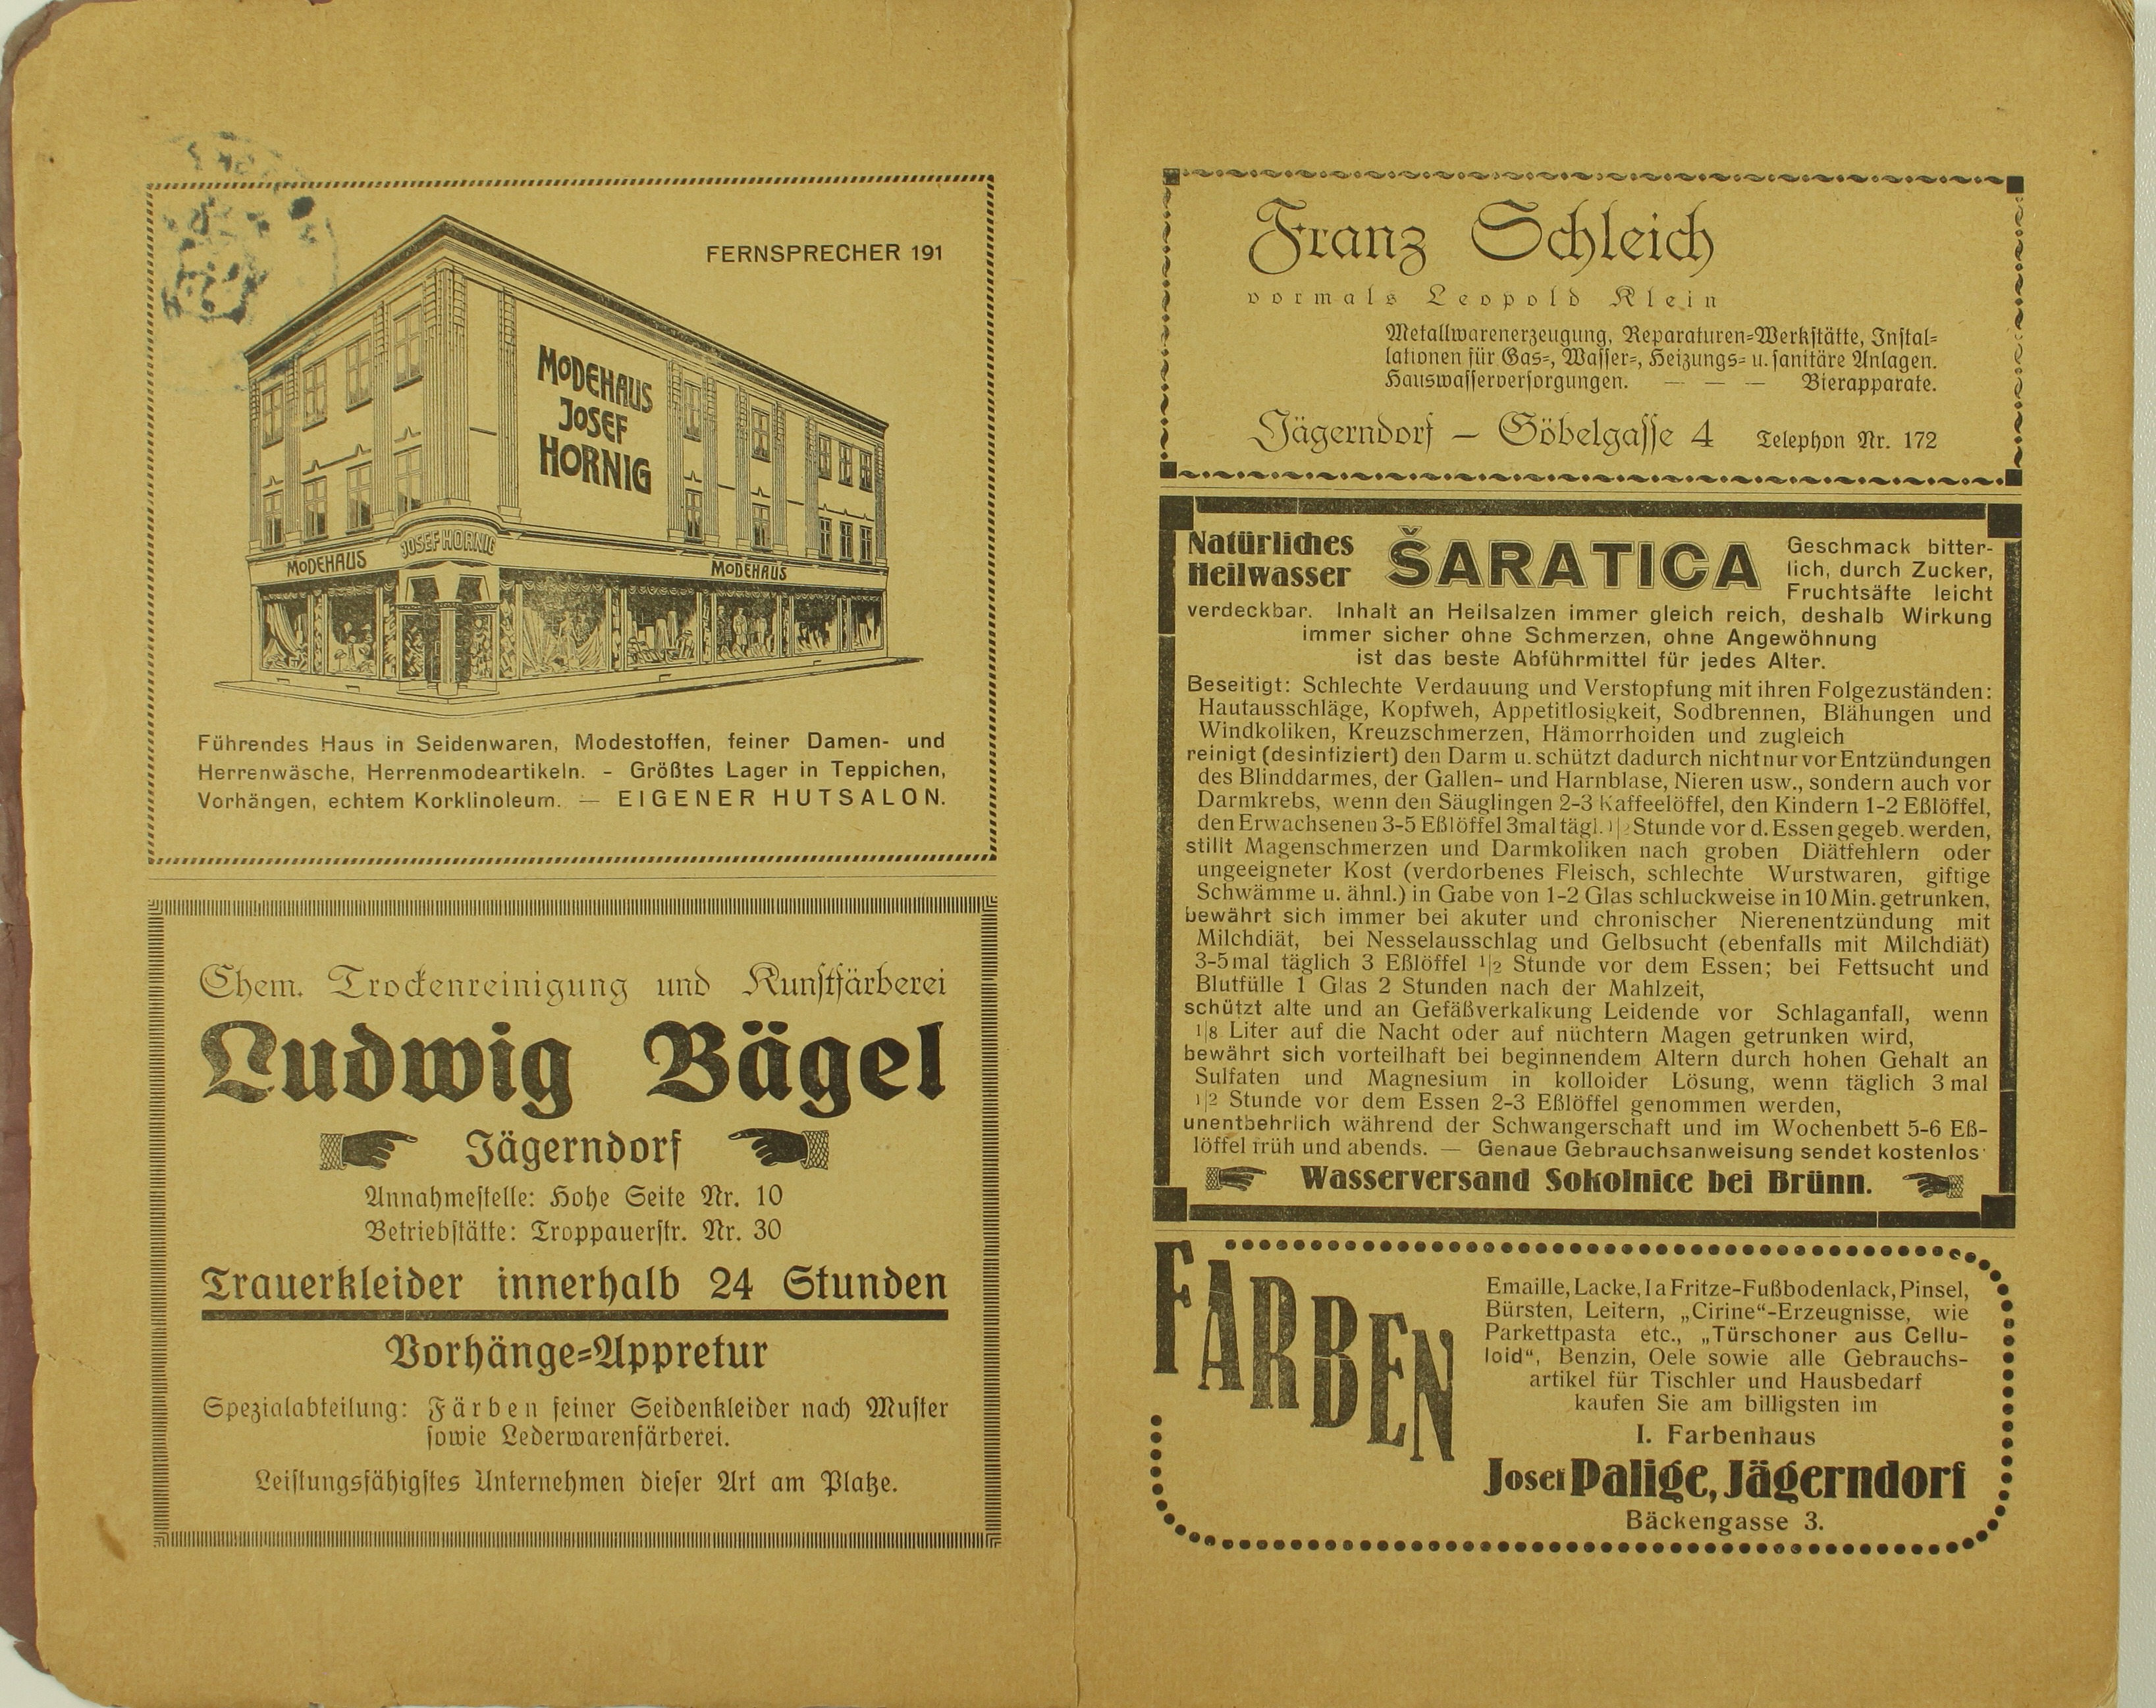 FERNSPRECHER 191
MODEHAUS
JOSEF
HORNIG
MODEHAUS
JOSEF HORNIG
MODEHAUS
Führendes Haus in Seidenwaren, Modestoffen, feiner Damen- und
Herrenwäsche, Herrenmodeartikeln. - Größtes Lager in Teppichen,
Vorhängen, echtem Korklinoleum. — EIGENER HUTSALON.
Chem. Trockenreinigung und Kunstfärberei
Ludwig Bägel
Jägerndorf
Annahmestelle: Hohe Seite Nr. 10
Betriebstätte: Troppauerstr. Nr. 30
Trauerkleider innerhalb 24 Stunden
Vorhänge-Appretur
Spezialabteilung: Färben feiner Seidenkleider nach Muster
sowie Lederwarenfärberei.
Leistungsfähigstes Unternehmen dieser Art am Platze.
Franz Schleich
vormals Leopold Klein
Metallwarenerzeugung, Reparaturen-Werkstätte, Instal-
lationen für Gas-, Wasser-, Heizungs- u. sanitäre Anlagen.
Hauswasserversorgungen. — — — Bierapparate.
Jägerndorf — Göbelgasse 4 Telephon Nr. 172
Natürliches
Heilwasser
ŠARATICA
Geschmack bitter-
lich, durch Zucker,
Fruchtsäfte leicht
verdeckbar. Inhalt an Heilsalzen immer gleich reich, deshalb Wirkung
immer sicher ohne Schmerzen, ohne Angewöhnung
ist das beste Abführmittel für jedes Alter.
Beseitigt: Schlechte Verdauung und Verstopfung mit ihren Folgezuständen:
Hautausschläge, Kopfweh, Appetitlosigkeit, Sodbrennen, Blähungen und
Windkoliken, Kreuzschmerzen, Hämorrhoiden und zugleich
reinigt (desinfiziert) den Darm u. schützt dadurch nicht nur vor Entzündungen
des Blinddarmes, der Gallen- und Harnblase, Nieren usw., sondern auch vor
Darmkrebs, wenn den Säuglingen 2-3 Kaffeelöffel, den Kindern 1-2 Eßlöffel,
den Erwachsenen 3-5 Eßlöffel 3mal tägl. 1/2 Stunde vor d. Essen gegeb. werden,
stillt Magenschmerzen und Darmkoliken nach groben Diätfehlern oder
ungeeigneter Kost (verdorbenes Fleisch, schlechte Wurstwaren, giftige
Schwämme u. ähnl.) in Gabe von 1-2 Glas schluckweise in 10 Min. getrunken,
bewährt sich immer bei akuter und chronischer Nierenentzündung mit
Milchdiät, bei Nesselausschlag und Gelbsucht (ebenfalls mit Milchdiät)
3-5 mal täglich 3 Eßlöffel 1/2 Stunde vor dem Essen; bei Fettsucht und
Blutfülle 1 Glas 2 Stunden nach der Mahlzeit,
schützt alte und an Gefäßverkalkung Leidende vor Schlaganfall, wenn
1/8 Liter auf die Nacht oder auf nüchtern Magen getrunken wird,
bewährt sich vorteilhaft bei beginnendem Altern durch hohen Gehalt an
Sulfaten und Magnesium in kolloider Lösung, wenn täglich 3 mal
1/2 Stunde vor dem Essen 2-3 Eßlöffel genommen werden,
unentbehrlich während der Schwangerschaft und im Wochenbett 5-6 Eß-
löffel früh und abends. — Genaue Gebrauchsanweisung sendet kostenlos
Wasserversand Sokolnice bei Brünn.
FARBEN
Emaille, Lacke, Ia Fritze-Fußbodenlack, Pinsel,
Bürsten, Leitern, „Cirine“-Erzeugnisse, wie
Parkettpasta etc., „Türschoner aus Cellu-
loid“, Benzin, Oele sowie alle Gebrauchs-
artikel für Tischler und Hausbedarf
kaufen Sie am billigsten im
I. Farbenhaus
Josef Palige, Jägerndorf
Bäckengasse 3.